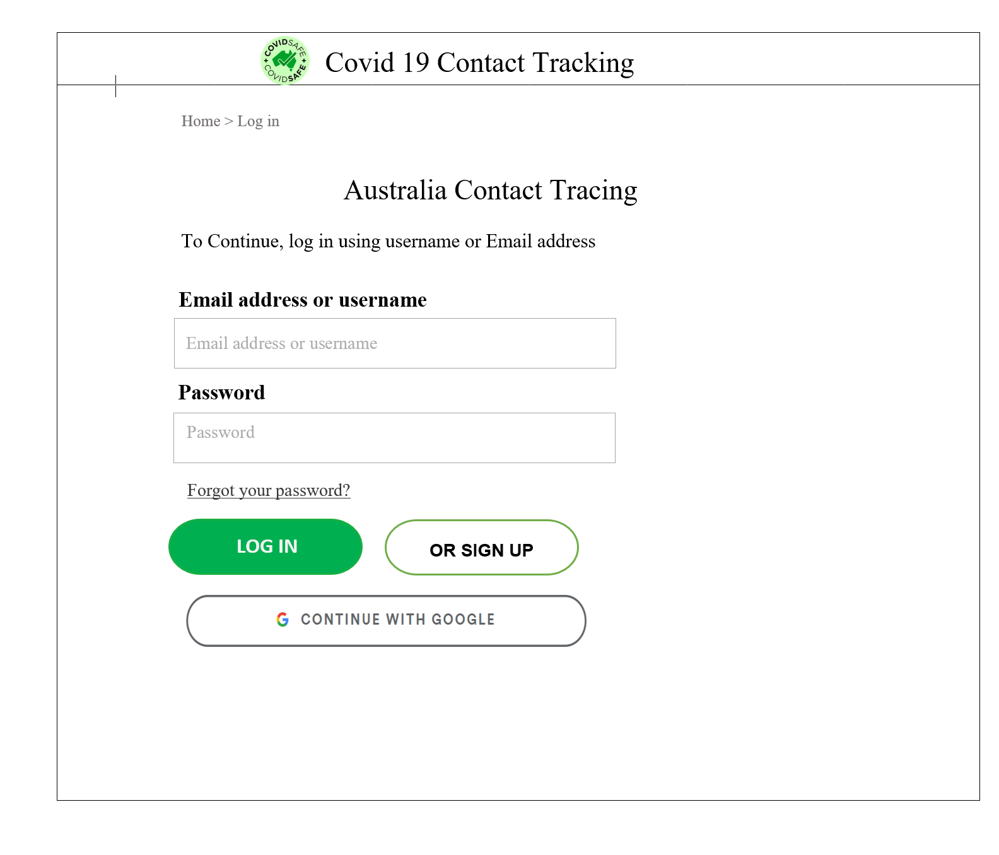 COVIDSAFE
COVIDSAFE
Covid 19 Contact Tracking
Home > Log in
Australia Contact Tracing
To Continue, log in using username or Email address
Email address or username
Email address or username
Password
Password
Forgot your password?
LOG IN
OR SIGN UP
G CONTINUE WITH GOOGLE